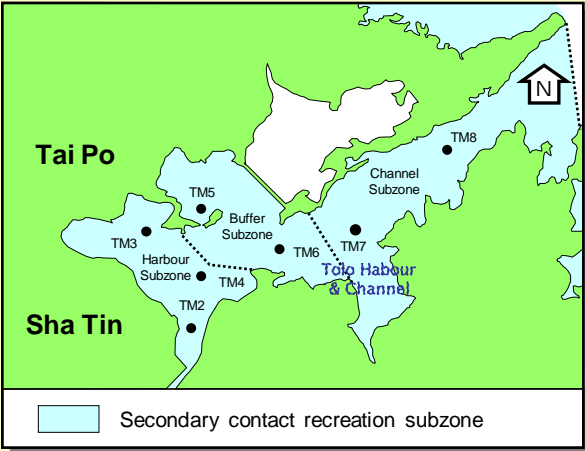 N
TM8
Tai Po
Channel
Subzone
TM5
Buffer
Subzone
TM3
TM6
TM7
Harbour
Subzone
TM4
Tolo Habour
& Channel
TM2
Sha Tin
Secondary contact recreation subzone